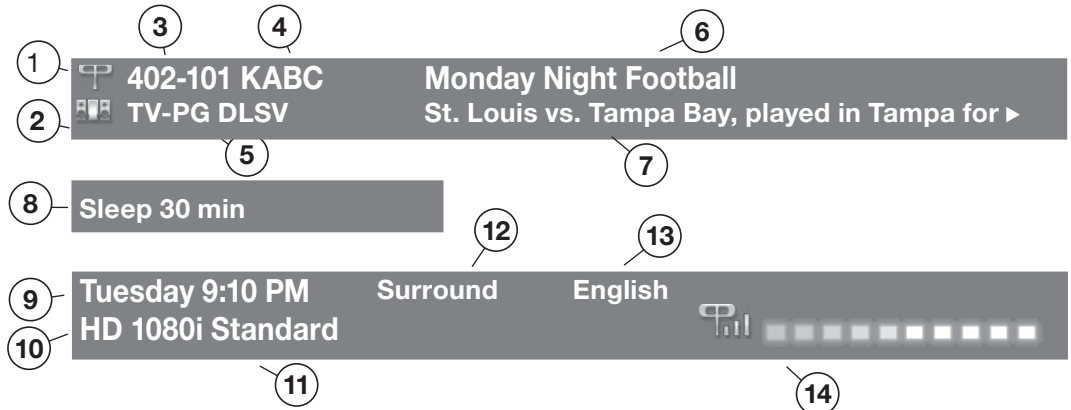 3 4 6
1 402-101 KABC Monday Night Football
2 TV-PG DLSV St. Louis vs. Tampa Bay, played in Tampa for ▶
5 7
8 Sleep 30 min
12 13
9 Tuesday 9:10 PM Surround English
10 HD 1080i Standard
11 14